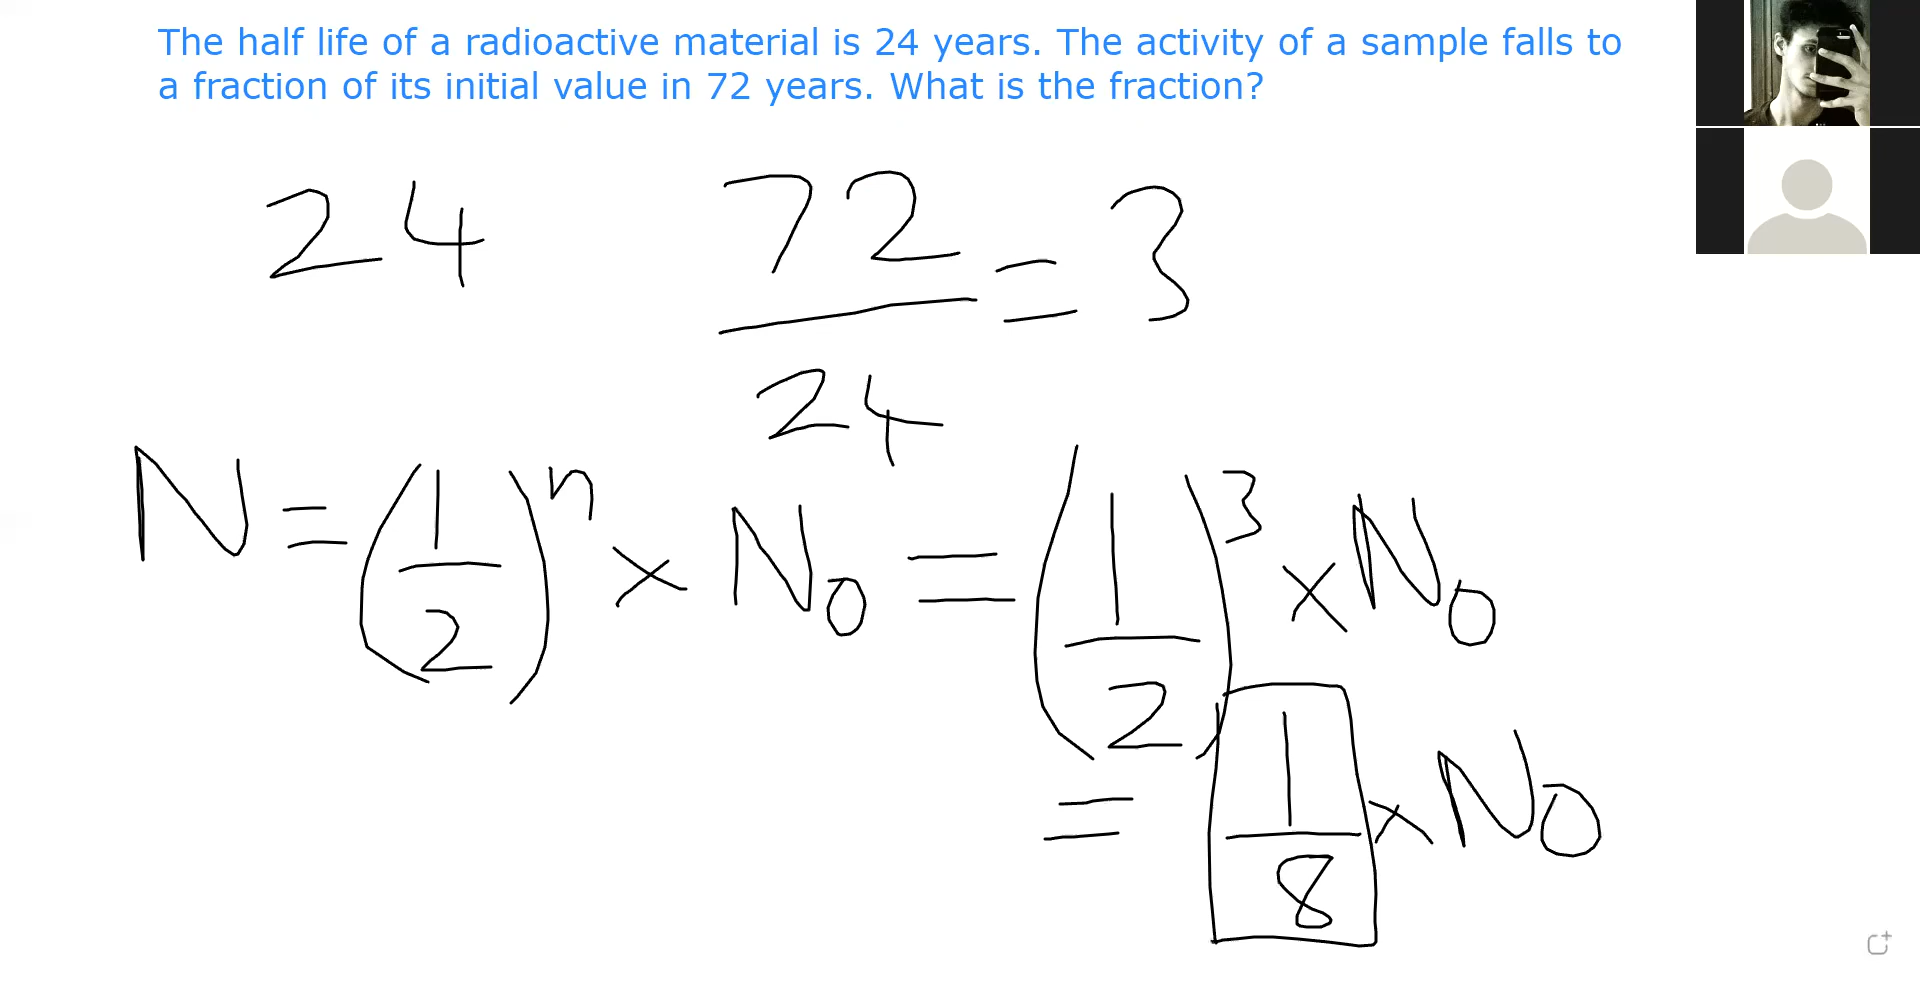 The half life of a radioactive material is 24 years. The activity of a sample falls to
a fraction of its initial value in 72 years. What is the fraction?
24 72/24 = 3
N = (1/2)^n × N₀ = (1/2)^3 × N₀
= 1/8 × N₀